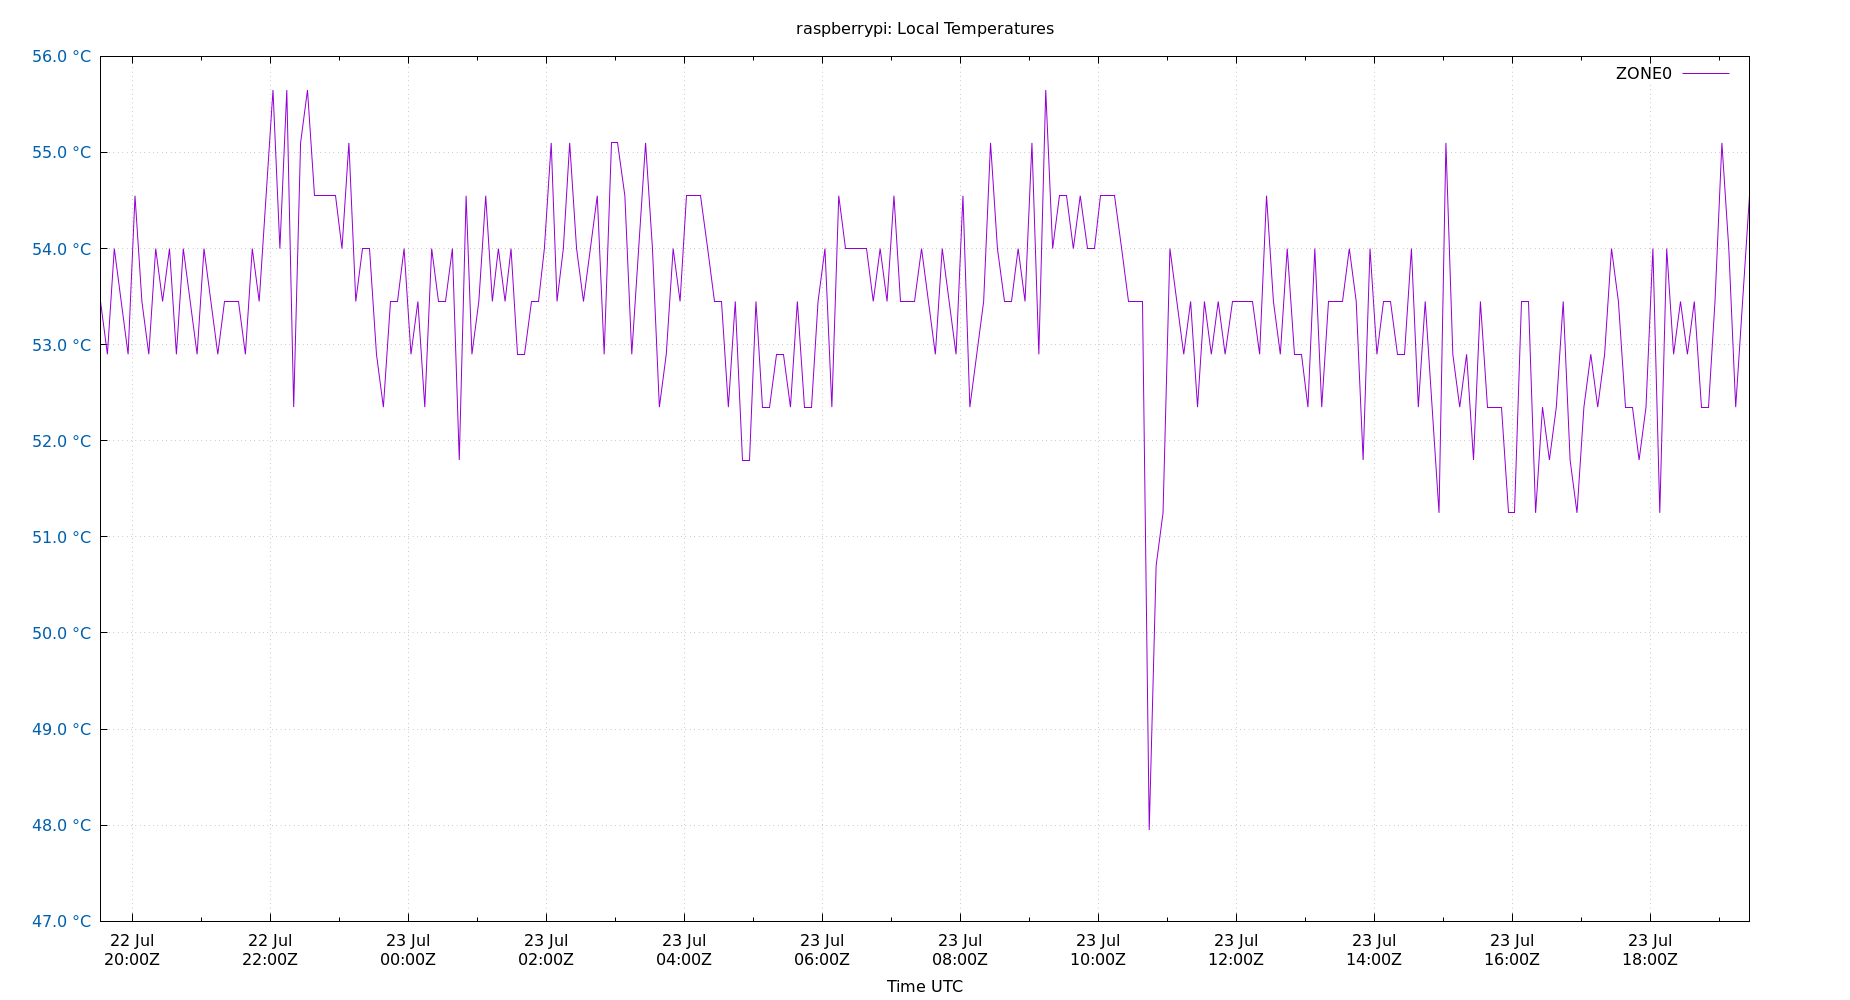 raspberrypi: Local Temperatures
56.0 °C
ZONE0
55.0 °C
54.0 °C
53.0 °C
52.0 °C
51.0 °C
50.0 °C
49.0 °C
48.0 °C
47.0 °C
22 Jul 22 Jul 23 Jul 23 Jul 23 Jul 23 Jul 23 Jul 23 Jul 23 Jul 23 Jul 23 Jul 23 Jul
20:00Z 22:00Z 00:00Z 02:00Z 04:00Z 06:00Z 08:00Z 10:00Z 12:00Z 14:00Z 16:00Z 18:00Z
Time UTC